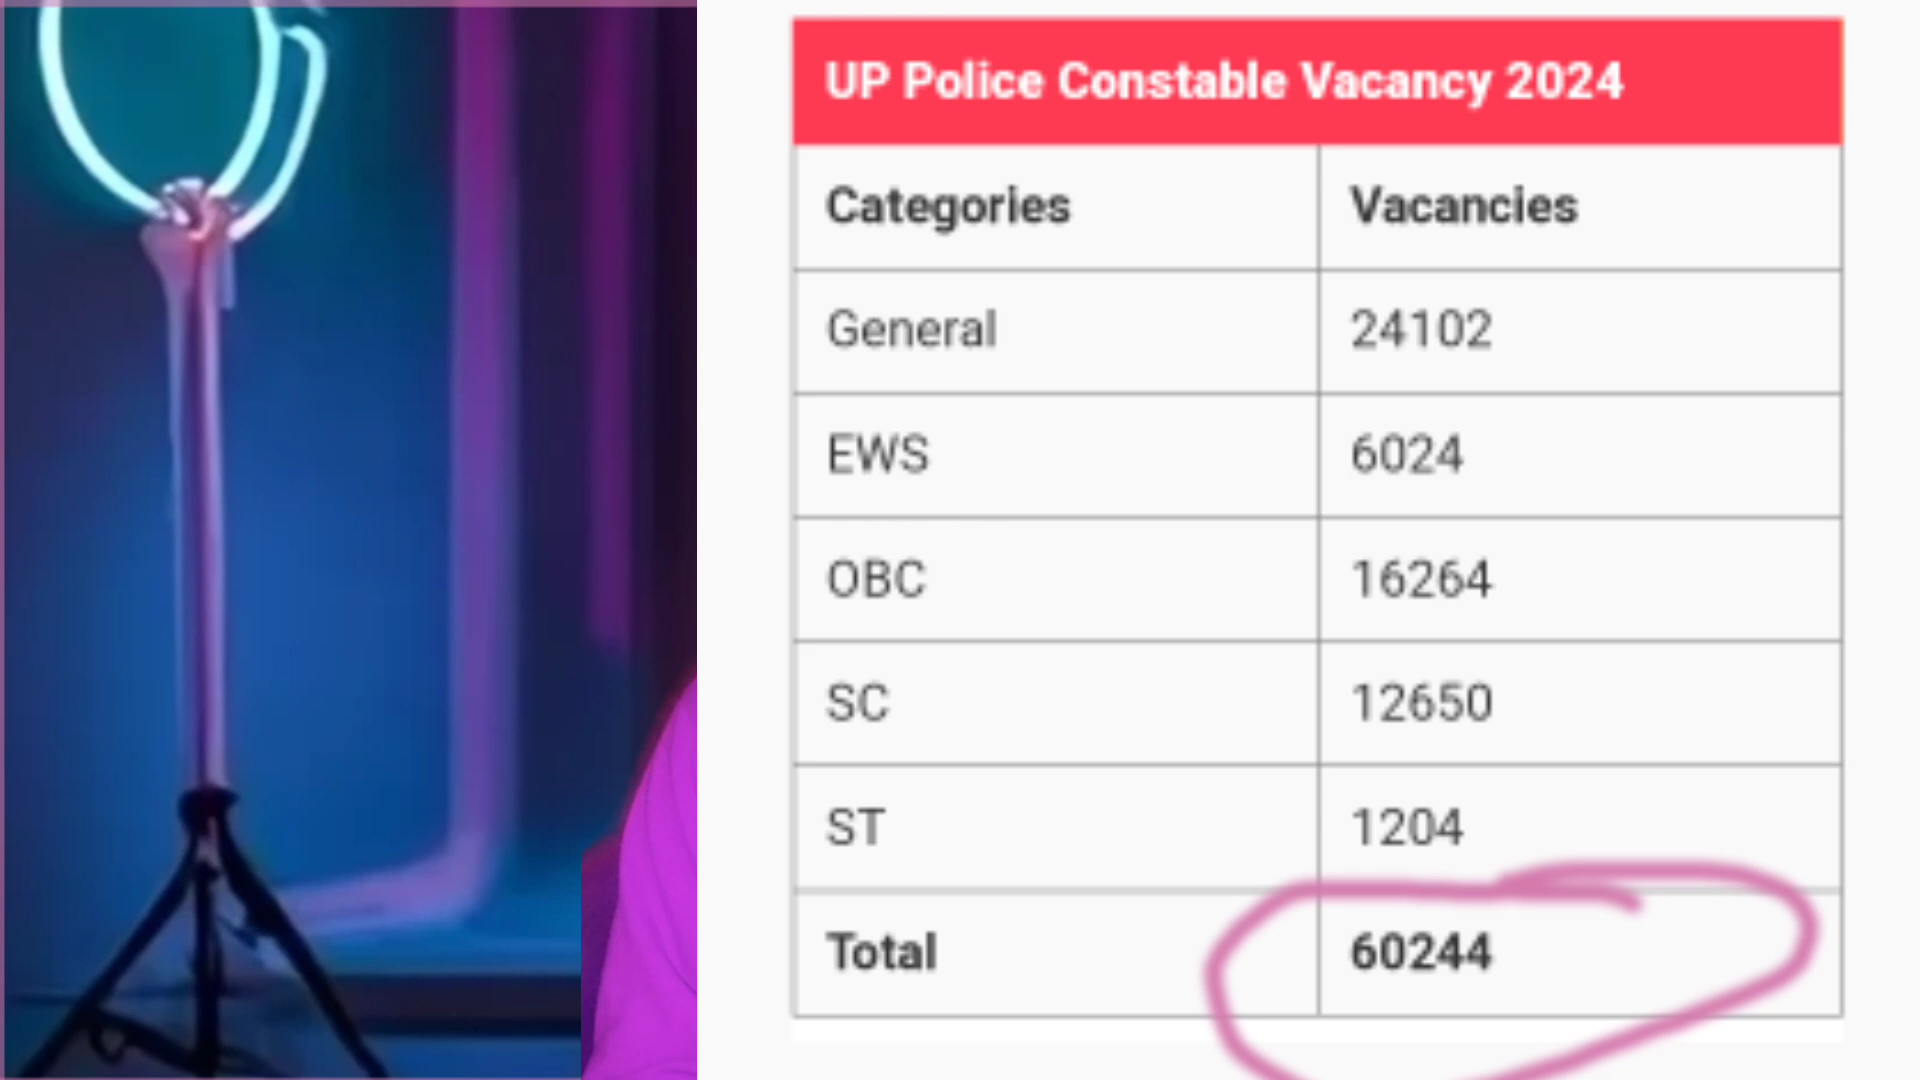 UP Police Constable Vacancy 2024
Categories Vacancies
General 24102
EWS 6024
OBC 16264
SC 12650
ST 1204
Total 60244